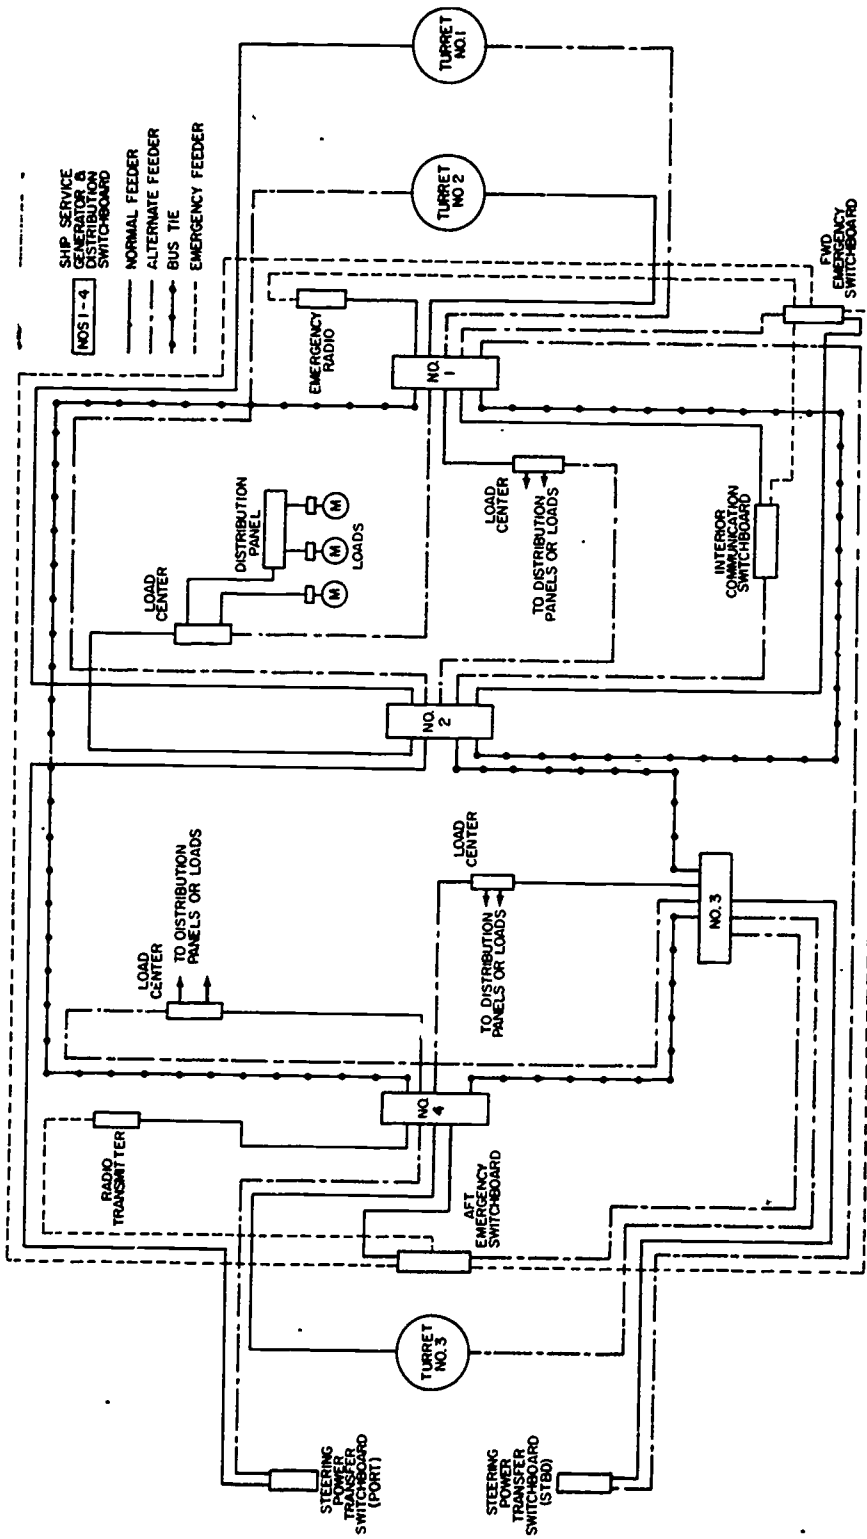 NOS 1-4
SHIP SERVICE
GENERATOR &
DISTRIBUTION
SWITCHBOARD
NORMAL FEEDER
ALTERNATE FEEDER
BUS TIE
EMERGENCY FEEDER
TURRET
NO.1
TURRET
NO 2
EMERGENCY
RADIO
NO.
1
FWD
EMERGENCY
SWITCHBOARD
LOAD
CENTER
DISTRIBUTION
PANEL
M
M
M
LOADS
LOAD
CENTER
TO DISTRIBUTION
PANELS OR LOADS
INTERIOR
COMMUNICATION
SWITCHBOARD
NO.
2
LOAD
CENTER
TO DISTRIBUTION
PANELS OR LOADS
LOAD
CENTER
TO DISTRIBUTION
PANELS OR LOADS
NO.3
RADIO
TRANSMITTER
NO.
4
AFT
EMERGENCY
SWITCHBOARD
TURRET
NO.3
STEERING
POWER
TRANSFER
SWITCHBOARD
(PORT)
STEERING
POWER
TRANSFER
SWITCHBOARD
(STBD)